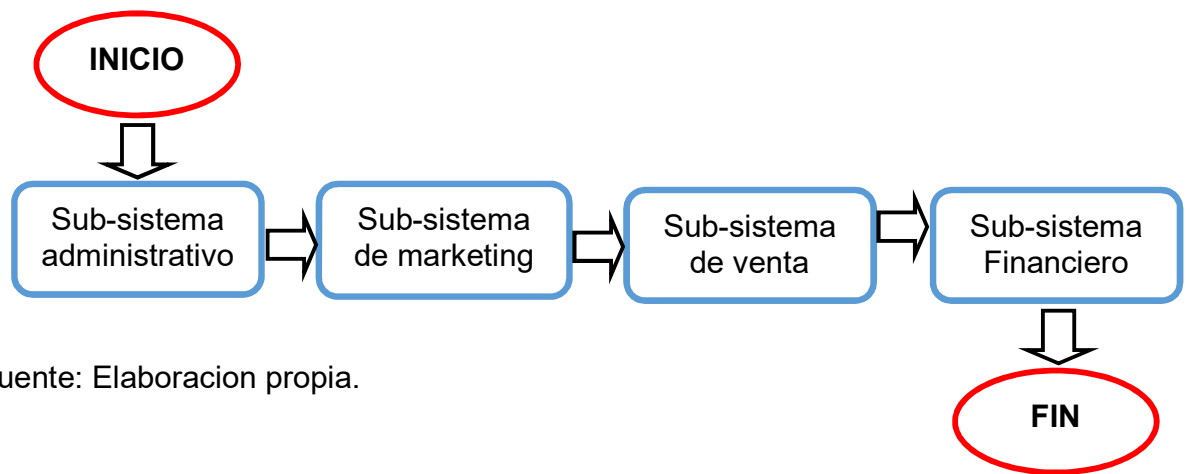 INICIO
Sub-sistema
administrativo
Sub-sistema
de marketing
Sub-sistema
de venta
Sub-sistema
Financiero
uente: Elaboracion propia.
FIN